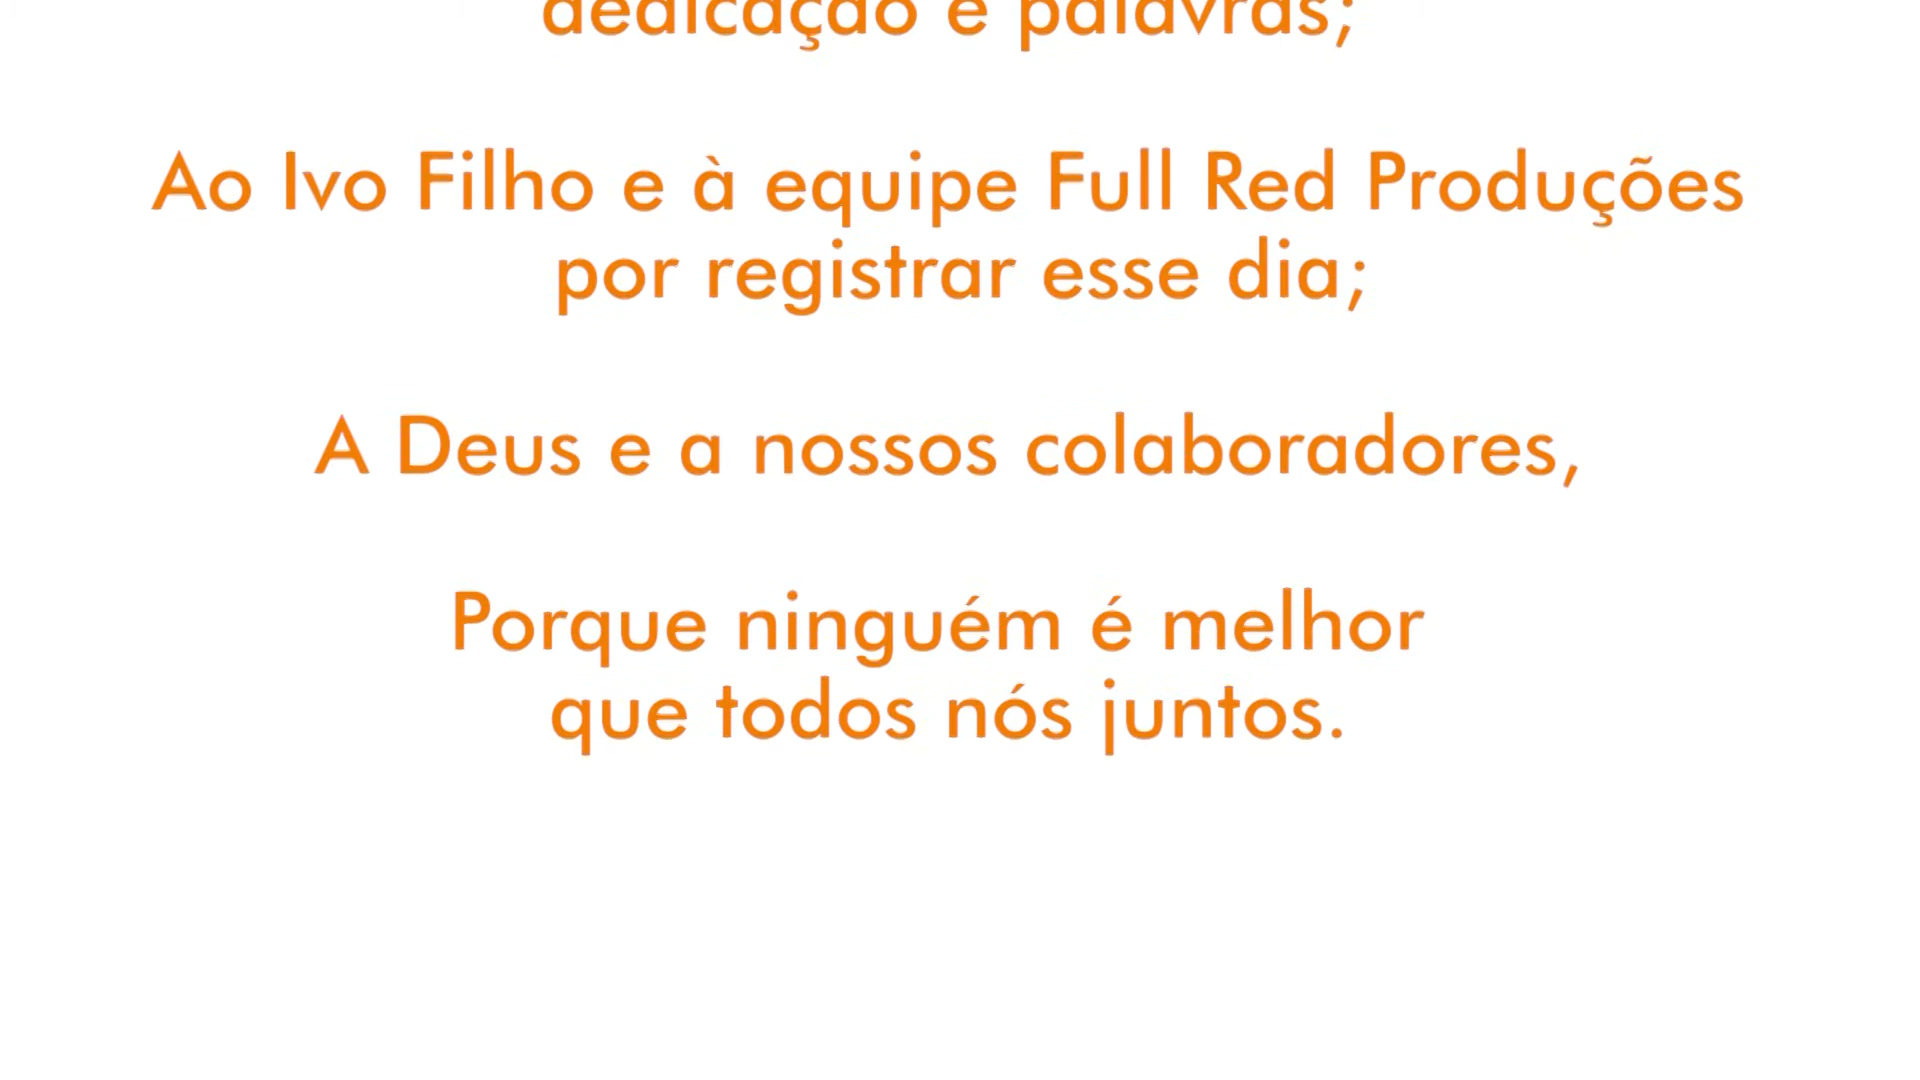 dedicação e palavras;
Ao Ivo Filho e à equipe Full Red Produções
por registrar esse dia;
A Deus e a nossos colaboradores,
Porque ninguém é melhor
que todos nós juntos.